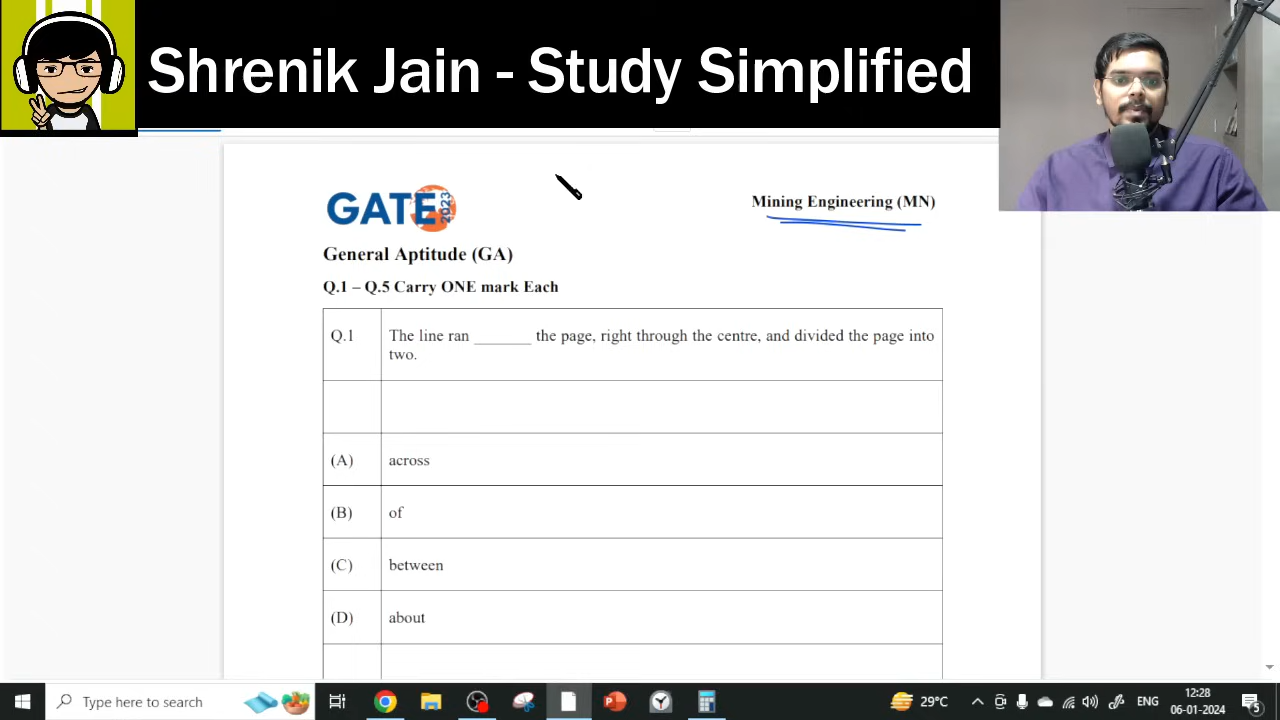 Shrenik Jain - Study Simplified
GATE 2023
Mining Engineering (MN)
General Aptitude (GA)
Q.1 – Q.5 Carry ONE mark Each
Q.1 The line ran _______ the page, right through the centre, and divided the page into
two.
(A) across
(B) of
(C) between
(D) about
Type here to search
29°C
ENG
12:28
06-01-2024
5